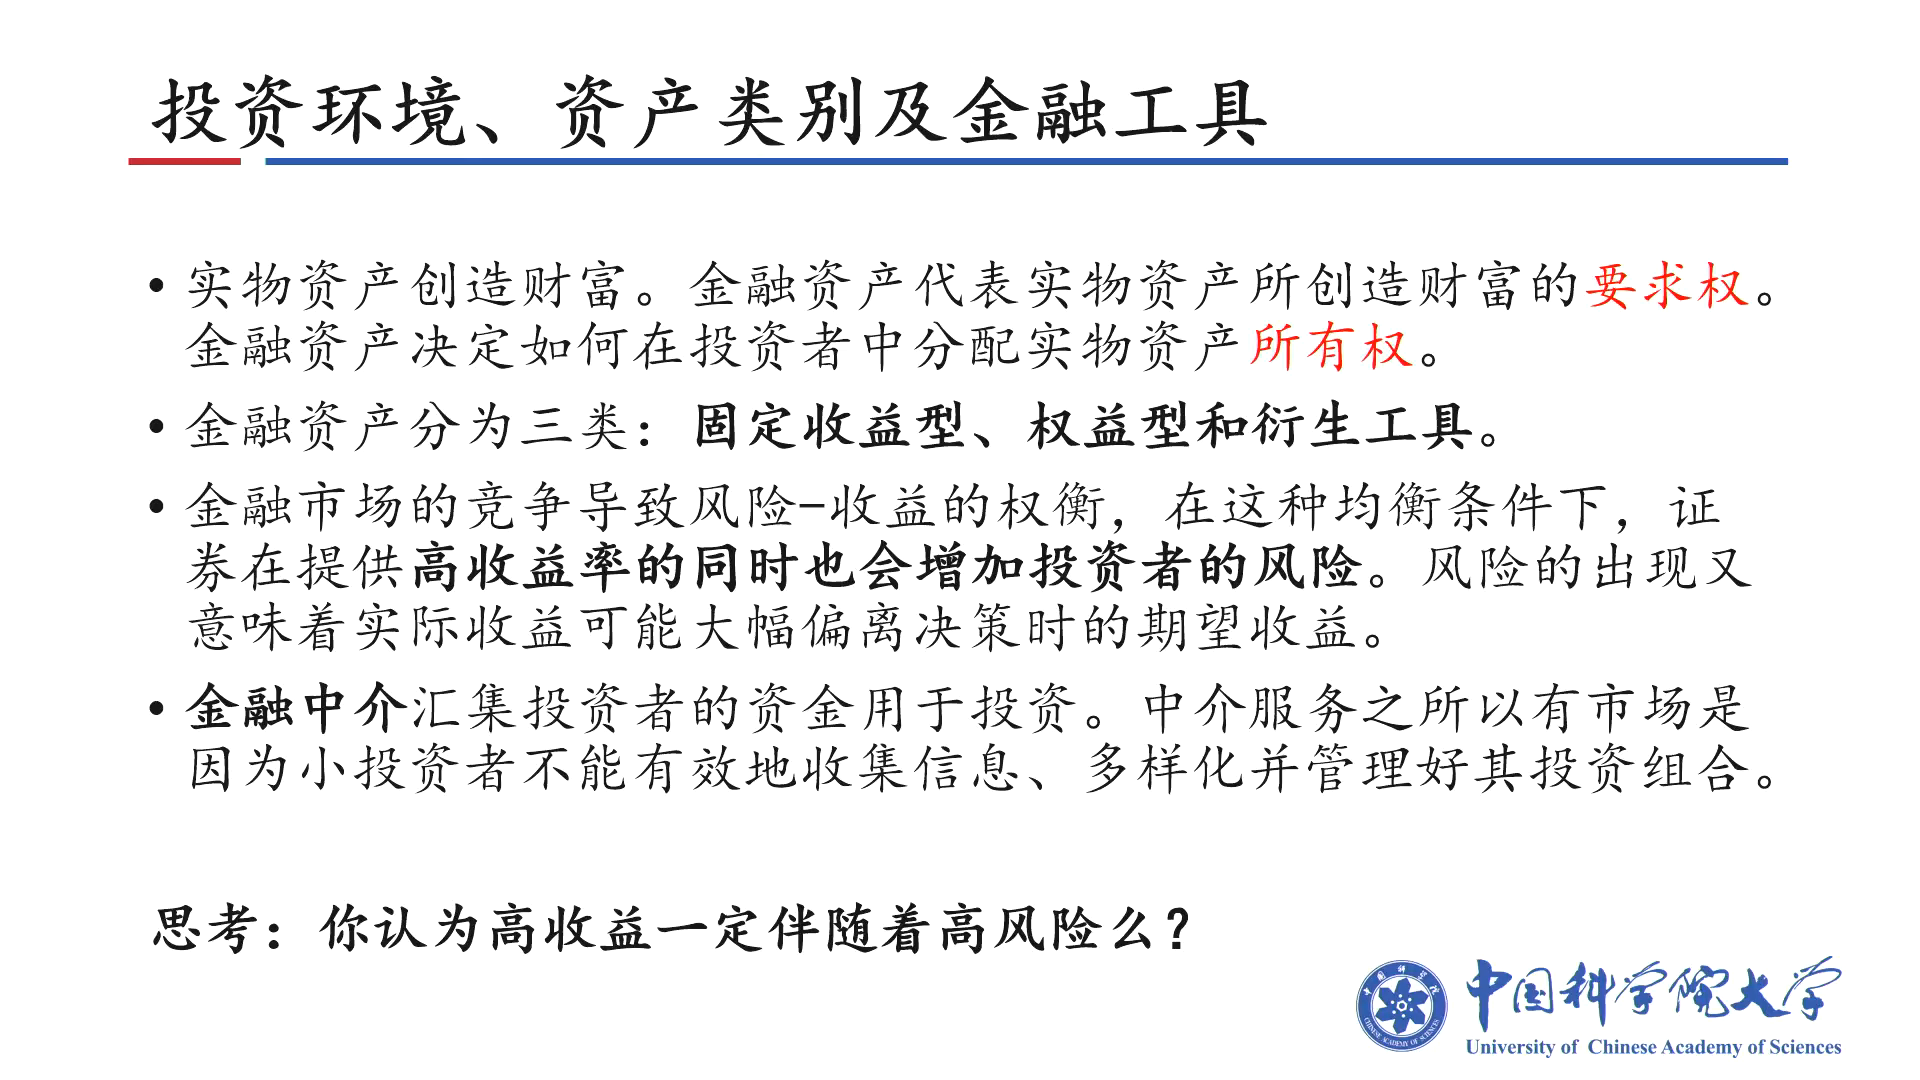 投资环境、资产类别及金融工具
• 实物资产创造财富。金融资产代表实物资产所创造财富的要求权。
金融资产决定如何在投资者中分配实物资产所有权。
• 金融资产分为三类：固定收益型、权益型和衍生工具。
• 金融市场的竞争导致风险-收益的权衡，在这种均衡条件下，证
券在提供高收益率的同时也会增加投资者的风险。风险的出现又
意味着实际收益可能大幅偏离决策时的期望收益。
• 金融中介汇集投资者的资金用于投资。中介服务之所以有市场是
因为小投资者不能有效地收集信息、多样化并管理好其投资组合。
思考：你认为高收益一定伴随着高风险么？
中国科学院大学
University of Chinese Academy of Sciences